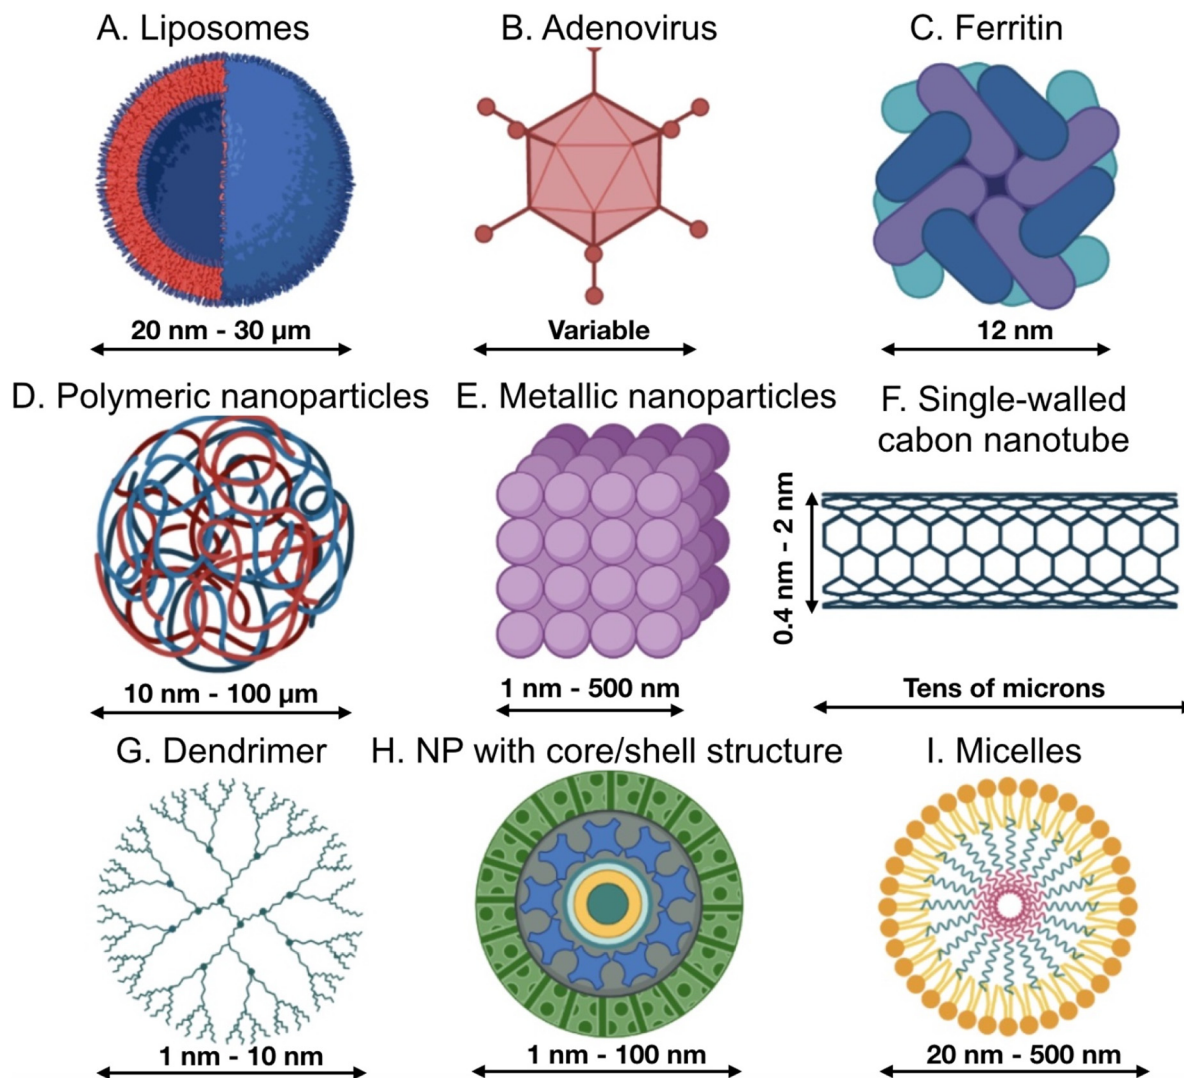 A. Liposomes
B. Adenovirus
C. Ferritin
20 nm - 30 µm
Variable
12 nm
D. Polymeric nanoparticles
E. Metallic nanoparticles
F. Single-walled
cabon nanotube
0.4 nm - 2 nm
10 nm - 100 µm
1 nm - 500 nm
Tens of microns
G. Dendrimer
H. NP with core/shell structure
I. Micelles
1 nm - 10 nm
1 nm - 100 nm
20 nm - 500 nm